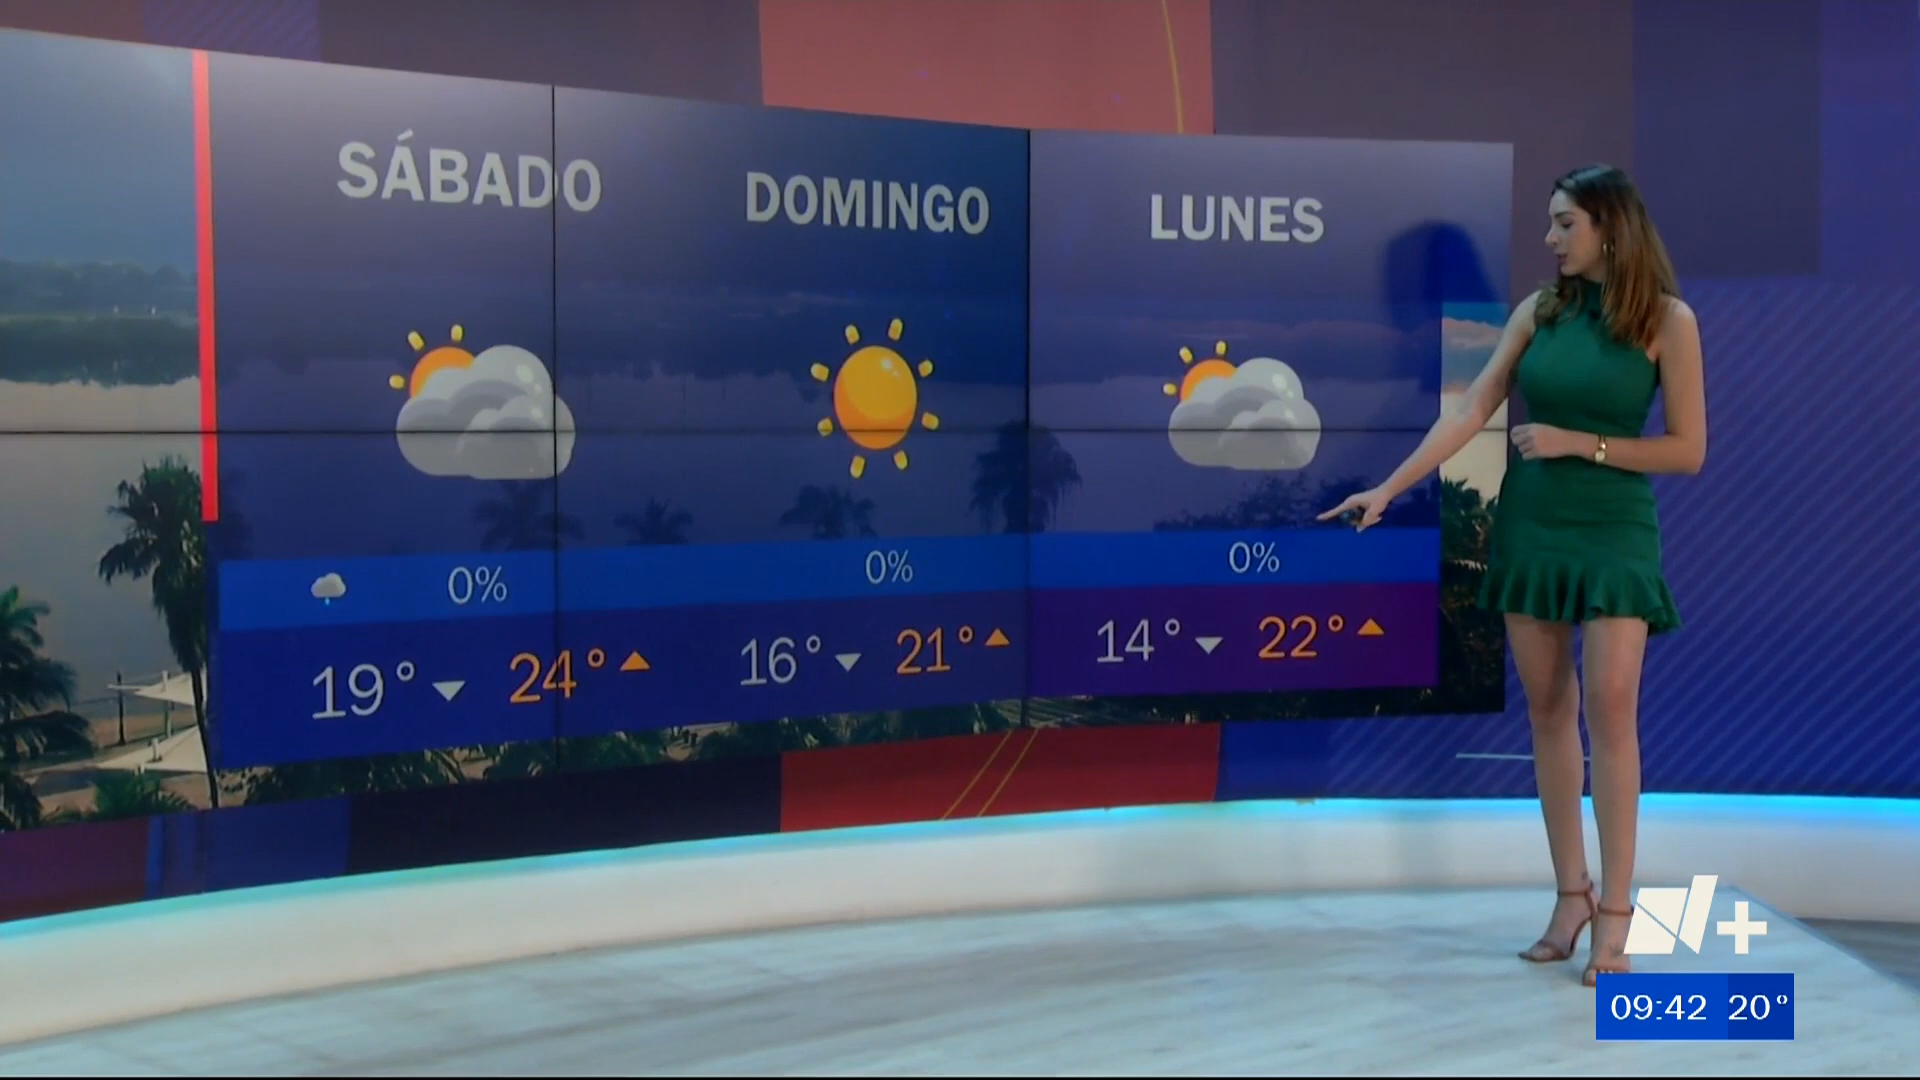 SÁBADO
DOMINGO
LUNES
0%
0%
0%
19° 24°
16° 21°
14° 22°
N+
09:42 20°